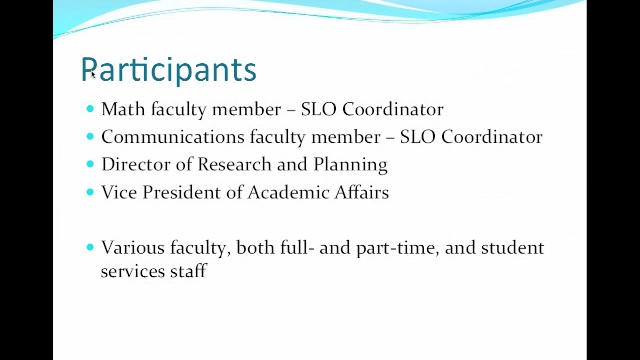 Participants
• Math faculty member – SLO Coordinator
• Communications faculty member – SLO Coordinator
• Director of Research and Planning
• Vice President of Academic Affairs
• Various faculty, both full- and part-time, and student
services staff